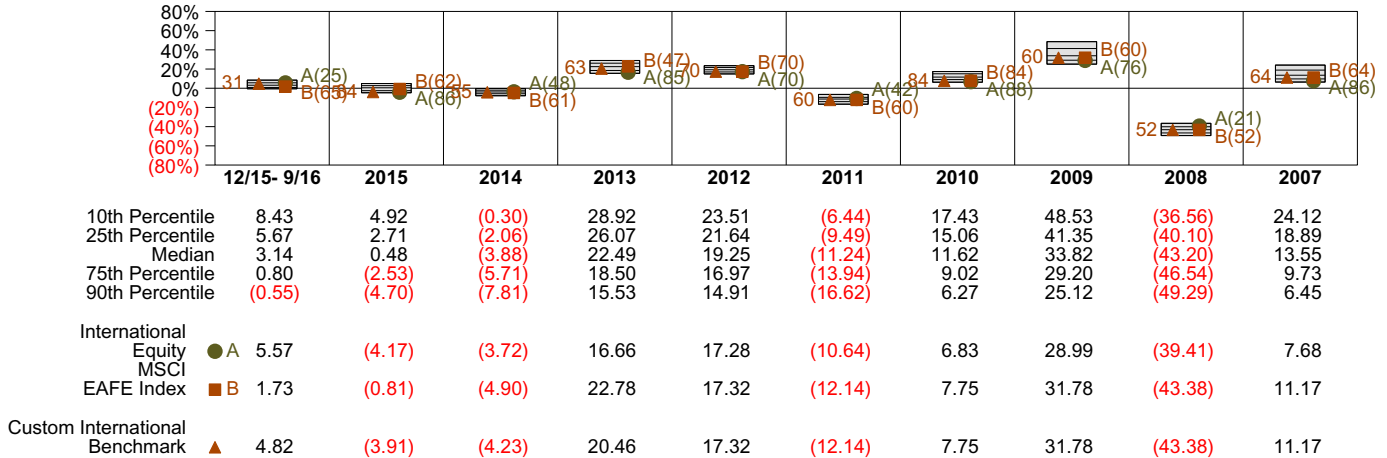 80%
60%
40%
20%
0%
(20%)
(40%)
(60%)
(80%)
31 A(25) B(65) 84 B(62) A(86) 55 A(48) B(61) 63 B(47) A(85) 70 B(70) A(70) 60 A(42) B(60) 84 B(84) A(88) 60 B(60) A(76) 52 A(21) B(52) 64 B(64) A(86)
12/15- 9/16 2015 2014 2013 2012 2011 2010 2009 2008 2007
10th Percentile 8.43 4.92 (0.30) 28.92 23.51 (6.44) 17.43 48.53 (36.56) 24.12
25th Percentile 5.67 2.71 (2.06) 26.07 21.64 (9.49) 15.06 41.35 (40.10) 18.89
Median 3.14 0.48 (3.88) 22.49 19.25 (11.24) 11.62 33.82 (43.20) 13.55
75th Percentile 0.80 (2.53) (5.71) 18.50 16.97 (13.94) 9.02 29.20 (46.54) 9.73
90th Percentile (0.55) (4.70) (7.81) 15.53 14.91 (16.62) 6.27 25.12 (49.29) 6.45
International
Equity A 5.57 (4.17) (3.72) 16.66 17.28 (10.64) 6.83 28.99 (39.41) 7.68
MSCI
EAFE Index B 1.73 (0.81) (4.90) 22.78 17.32 (12.14) 7.75 31.78 (43.38) 11.17
Custom International
Benchmark 4.82 (3.91) (4.23) 20.46 17.32 (12.14) 7.75 31.78 (43.38) 11.17